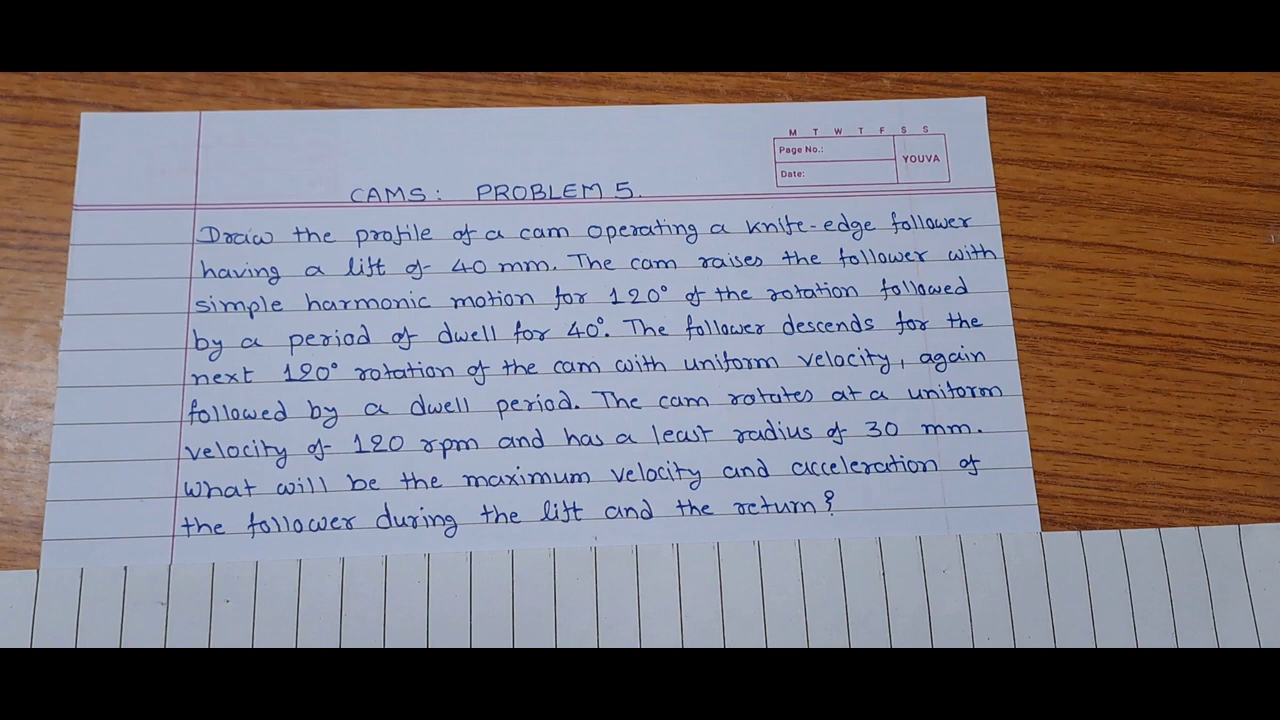 M T W T F S S
Page No.:
YOUVA
Date:
CAMS: PROBLEM 5.
Draw the profile of a cam operating a knife-edge follower
having a lift of 40 mm. The cam raises the follower with
simple harmonic motion for 120° of the rotation followed
by a period of dwell for 40°. The follower descends for the
next 120° rotation of the cam with uniform velocity, again
followed by a dwell period. The cam rotates at a uniform
velocity of 120 rpm and has a least radius of 30 mm.
What will be the maximum velocity and acceleration of
the follower during the lift and the return?